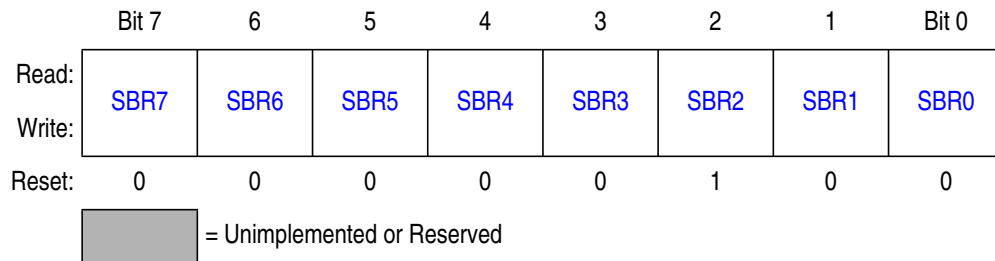 Bit 7 6 5 4 3 2 1 Bit 0
Read:
SBR7 SBR6 SBR5 SBR4 SBR3 SBR2 SBR1 SBR0
Write:
Reset: 0 0 0 0 0 1 0 0
= Unimplemented or Reserved